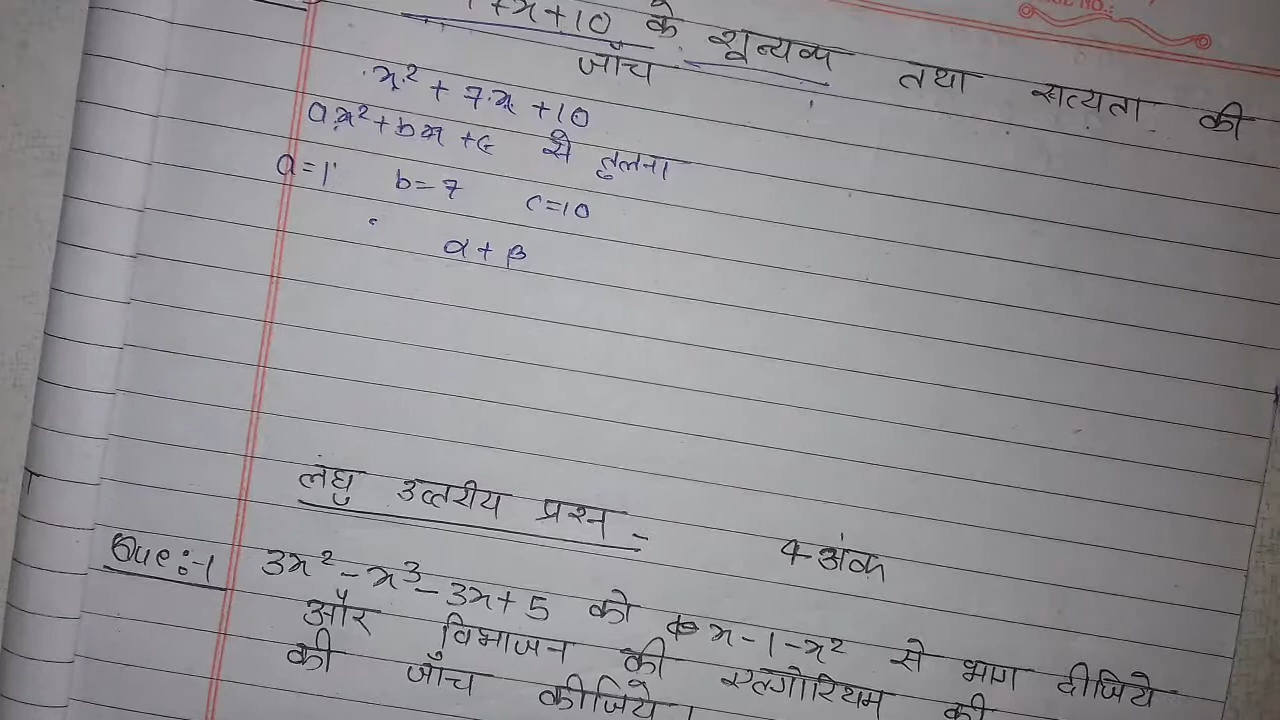 +x+10 के शून्यक तथा सत्यता की
जाँच
x² + 7x + 10
ax² + bx + c से तुलना
a=1 b=7 c=10
α + β
लघु उत्तरीय प्रश्न - 4 अंक
Que:-1 3x² - x³ - 3x + 5 को x - 1 - x² से भाग दीजिये
और विभाजन की एल्गोरिथम की
की जाँच कीजिये।